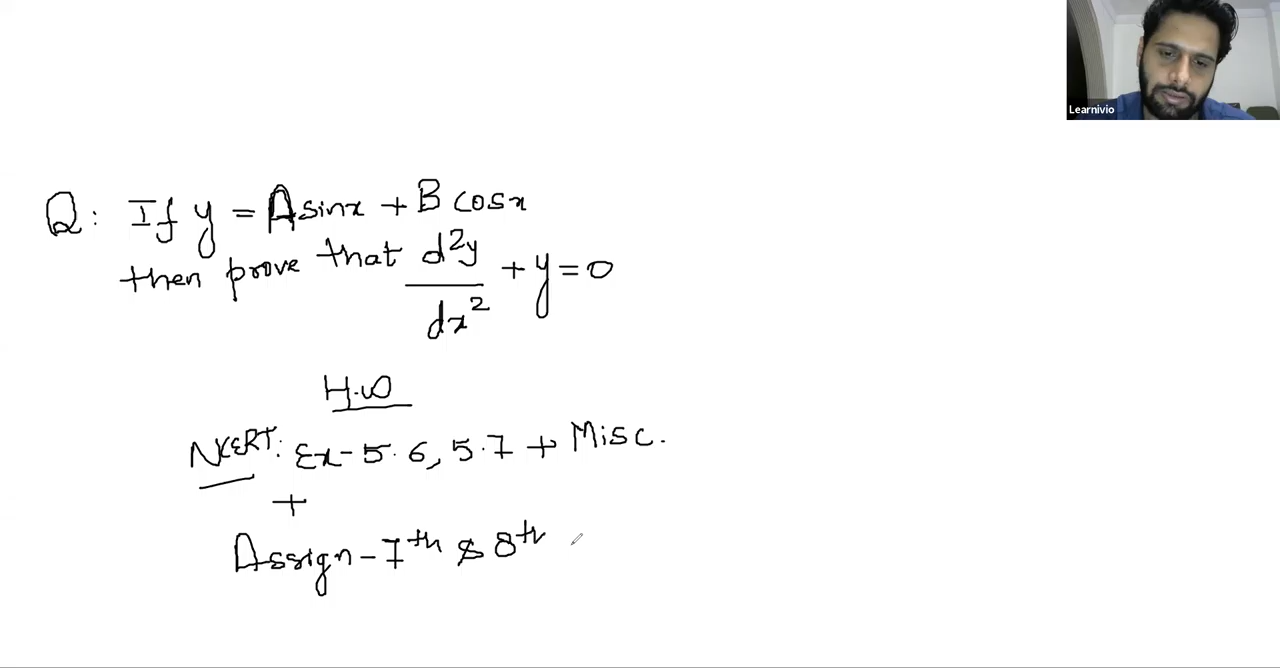 Learnivio
Q: If y = A sinx + B cosx
then prove that d²y/dx² + y = 0
H.W
NCERT: Ex- 5.6, 5.7 + Misc.
+
Assign - 7th & 8th